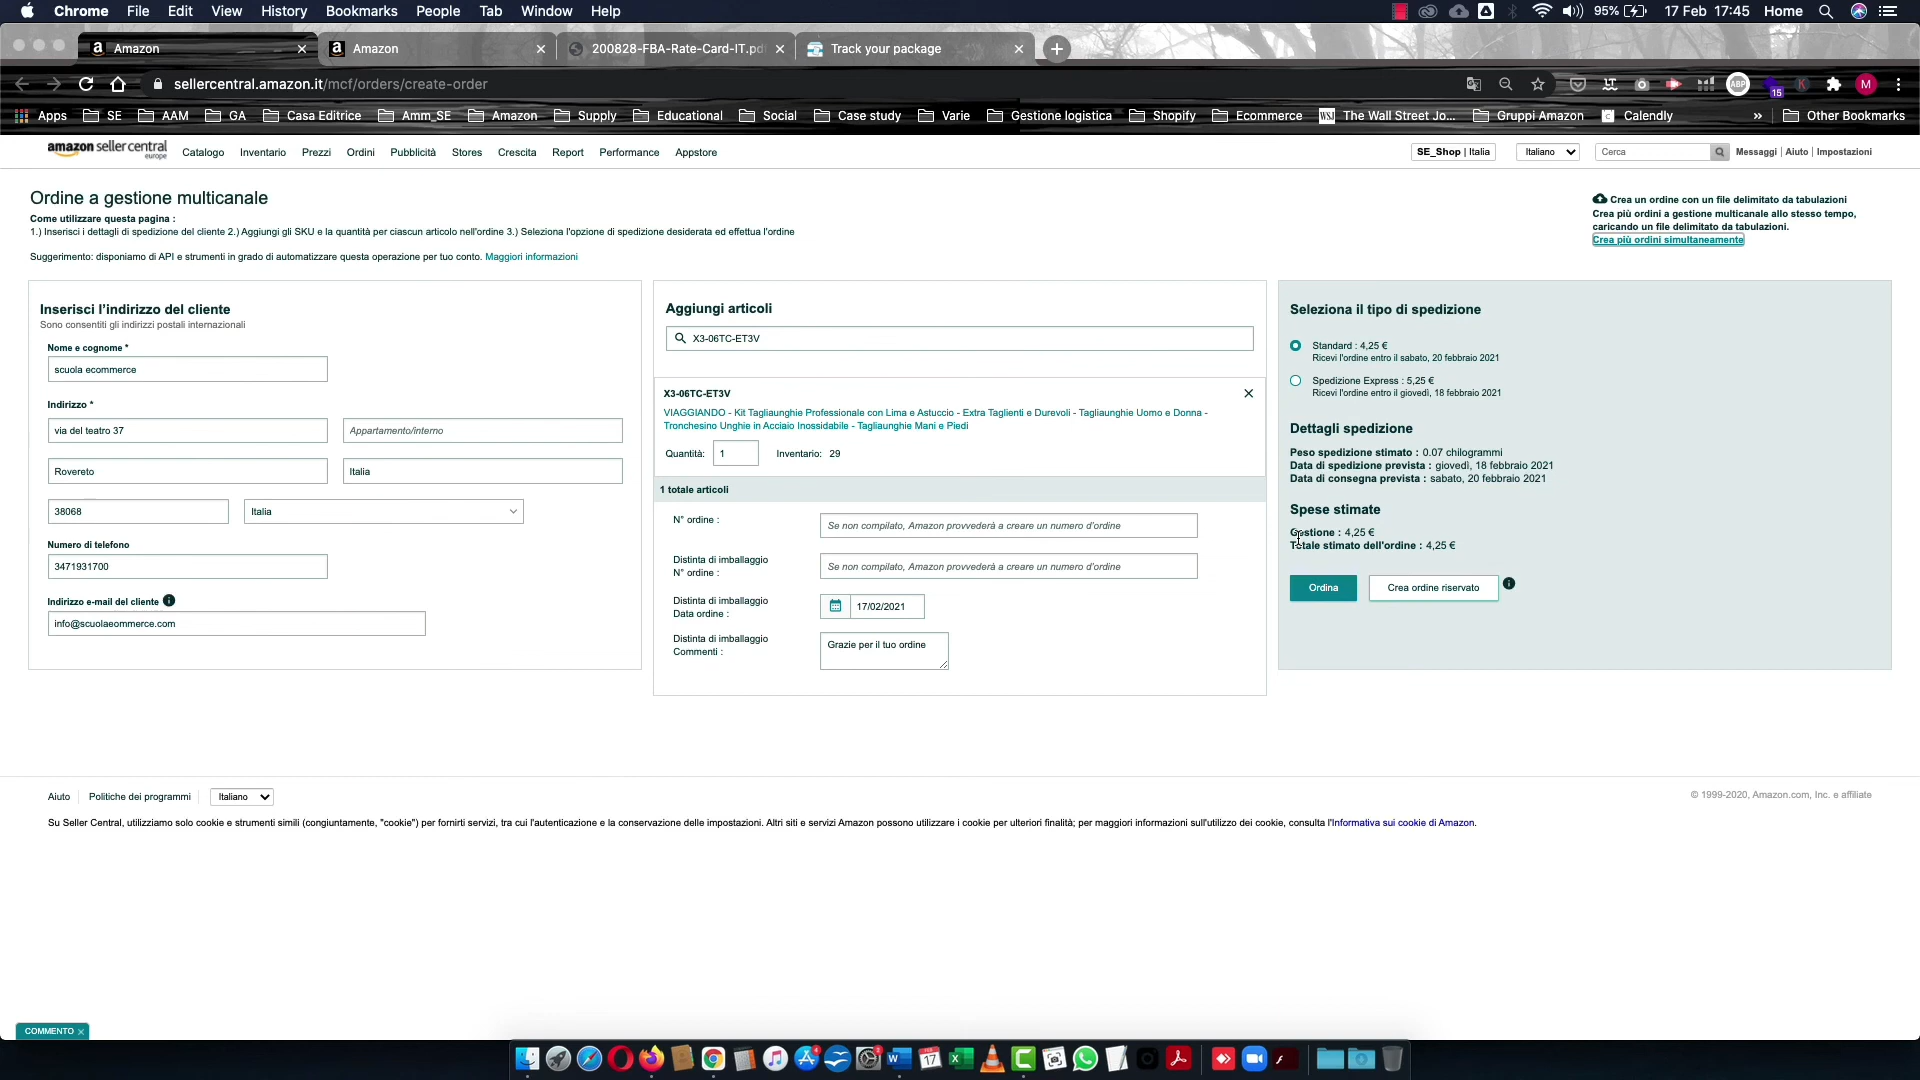 Chrome File Edit View History Bookmarks People Tab Window Help 95% 17 Feb 17:45 Home
Amazon Amazon 200828-FBA-Rate-Card-IT.pd Track your package
sellercentral.amazon.it/mcf/orders/create-order ABP 15 K M
Apps SE AAM GA Casa Editrice Amm_SE Amazon Supply Educational Social Case study Varie Gestione logistica Shopify Ecommerce WSJ The Wall Street Jo... Gruppi Amazon C Calendly » Other Bookmarks
amazon seller central
europe
Catalogo Inventario Prezzi Ordini Pubblicità Stores Crescita Report Performance Appstore SE_Shop | Italia Italiano Cerca Messaggi | Aiuto | Impostazioni
Ordine a gestione multicanale
Come utilizzare questa pagina :
1.) Inserisci i dettagli di spedizione del cliente 2.) Aggiungi gli SKU e la quantità per ciascun articolo nell'ordine 3.) Seleziona l'opzione di spedizione desiderata ed effettua l'ordine
Suggerimento: disponiamo di API e strumenti in grado di automatizzare questa operazione per tuo conto. Maggiori informazioni
Crea un ordine con un file delimitato da tabulazioni
Crea più ordini a gestione multicanale allo stesso tempo,
caricando un file delimitato da tabulazioni.
Crea più ordini simultaneamente
Inserisci l'indirizzo del cliente
Sono consentiti gli indirizzi postali internazionali
Nome e cognome *
scuola ecommerce
Indirizzo *
via del teatro 37 Appartamento/interno
Rovereto Italia
38068 Italia
Numero di telefono
3471931700
Indirizzo e-mail del cliente
info@scuolaeommerce.com
Aggiungi articoli
X3-06TC-ET3V
X3-06TC-ET3V
VIAGGIANDO - Kit Tagliaunghie Professionale con Lima e Astuccio - Extra Taglienti e Durevoli - Tagliaunghie Uomo e Donna -
Tronchesino Unghie in Acciaio Inossidabile - Tagliaunghie Mani e Piedi
Quantità: 1 Inventario: 29
1 totale articoli
N° ordine : Se non compilato, Amazon provvederà a creare un numero d'ordine
Distinta di imballaggio
N° ordine : Se non compilato, Amazon provvederà a creare un numero d'ordine
Distinta di imballaggio
Data ordine : 17/02/2021
Distinta di imballaggio
Commenti : Grazie per il tuo ordine
Seleziona il tipo di spedizione
Standard : 4,25 €
Ricevi l'ordine entro il sabato, 20 febbraio 2021
Spedizione Express : 5,25 €
Ricevi l'ordine entro il giovedì, 18 febbraio 2021
Dettagli spedizione
Peso spedizione stimato : 0.07 chilogrammi
Data di spedizione prevista : giovedì, 18 febbraio 2021
Data di consegna prevista : sabato, 20 febbraio 2021
Spese stimate
Gestione : 4,25 €
Totale stimato dell'ordine : 4,25 €
Ordina Crea ordine riservato
Aiuto Politiche dei programmi Italiano © 1999-2020, Amazon.com, Inc. e affiliate
Su Seller Central, utilizziamo solo cookie e strumenti simili (congiuntamente, "cookie") per fornirti servizi, tra cui l'autenticazione e la conservazione delle impostazioni. Altri siti e servizi Amazon possono utilizzare i cookie per ulteriori finalità; per maggiori informazioni sull'utilizzo dei cookie, consulta l'Informativa sui cookie di Amazon.
COMMENTO